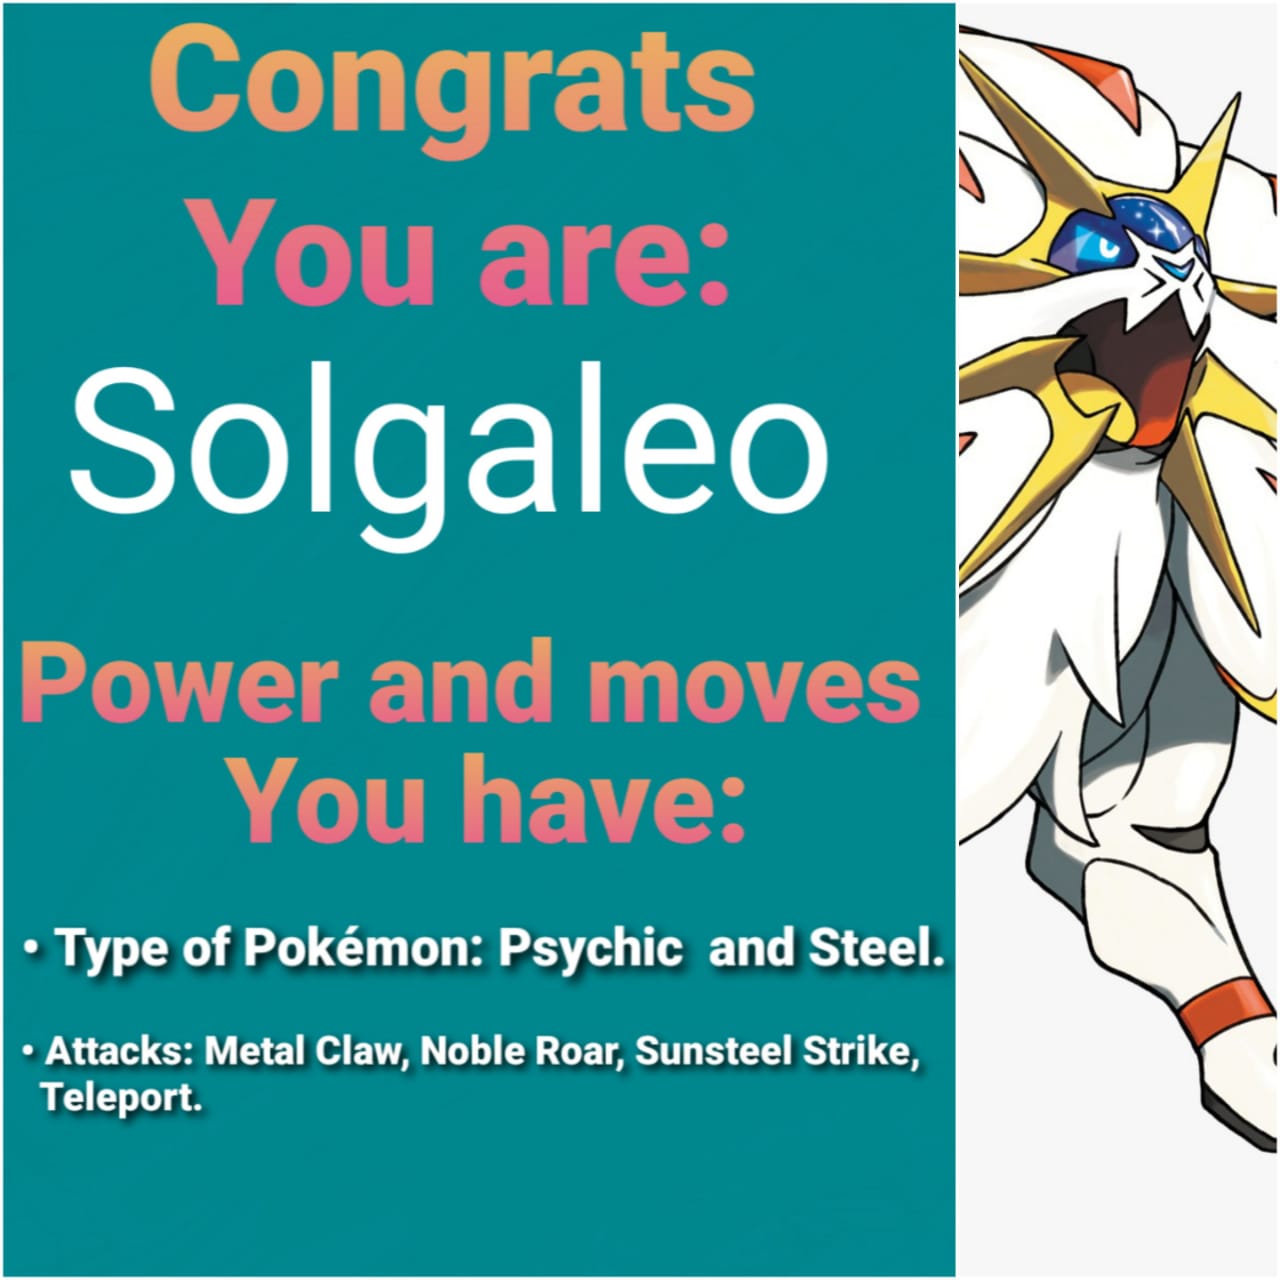 Congrats
You are:
Solgaleo
Power and moves
You have:
• Type of Pokémon: Psychic  and Steel.
• Attacks: Metal Claw, Noble Roar, Sunsteel Strike,
Teleport.